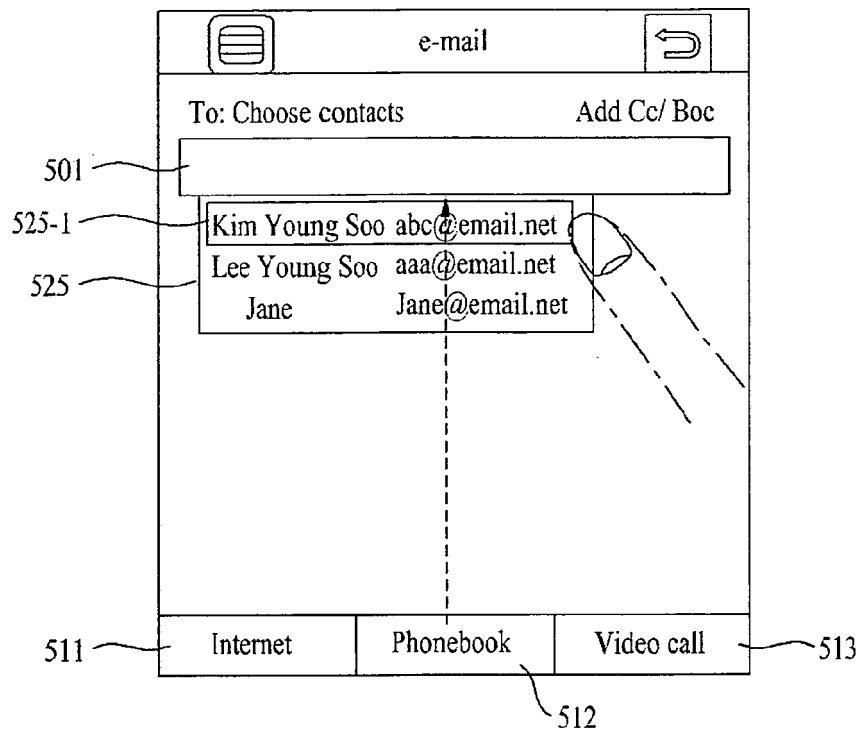 e-mail
To: Choose contacts Add Cc/ Boc
501
525-1
Kim Young Soo abc@email.net
Lee Young Soo aaa@email.net
525
Jane Jane@email.net
511
Internet Phonebook Video call
513
512